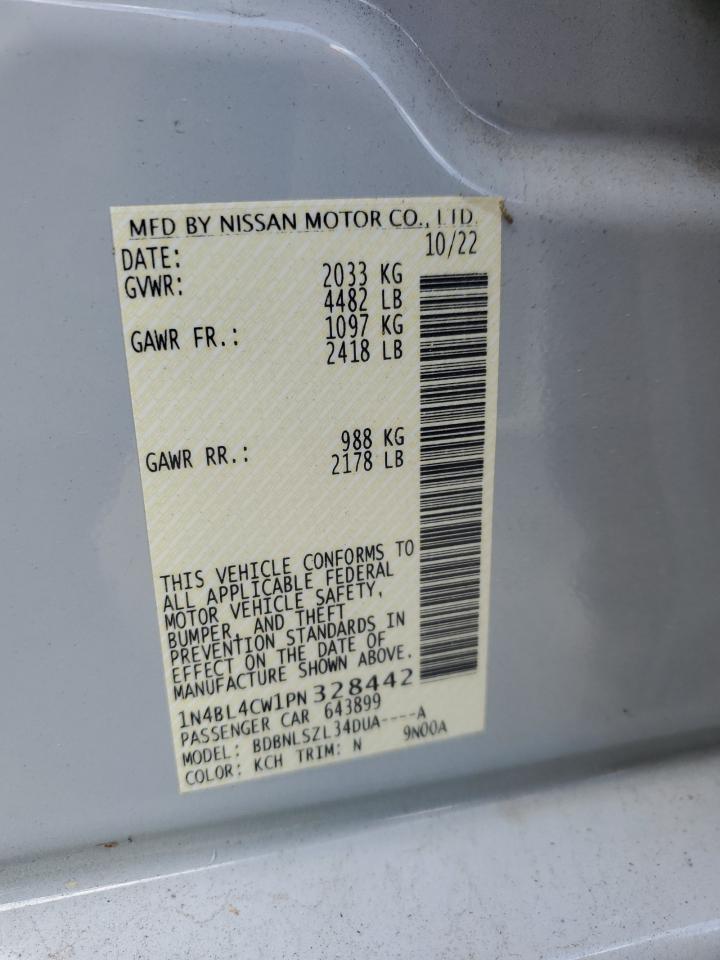 MFD BY NISSAN MOTOR CO., LTD.
DATE: 10/22
GVWR: 2033 KG
4482 LB
GAWR FR.: 1097 KG
2418 LB
GAWR RR.: 988 KG
2178 LB
THIS VEHICLE CONFORMS TO
ALL APPLICABLE FEDERAL
MOTOR VEHICLE SAFETY,
BUMPER, AND THEFT
PREVENTION STANDARDS IN
EFFECT ON THE DATE OF
MANUFACTURE SHOWN ABOVE.
1N4BL4CW1PN328442
PASSENGER CAR 643899
MODEL: BDBNLSZL34DUA----A
COLOR: KCH TRIM: N 9N00A